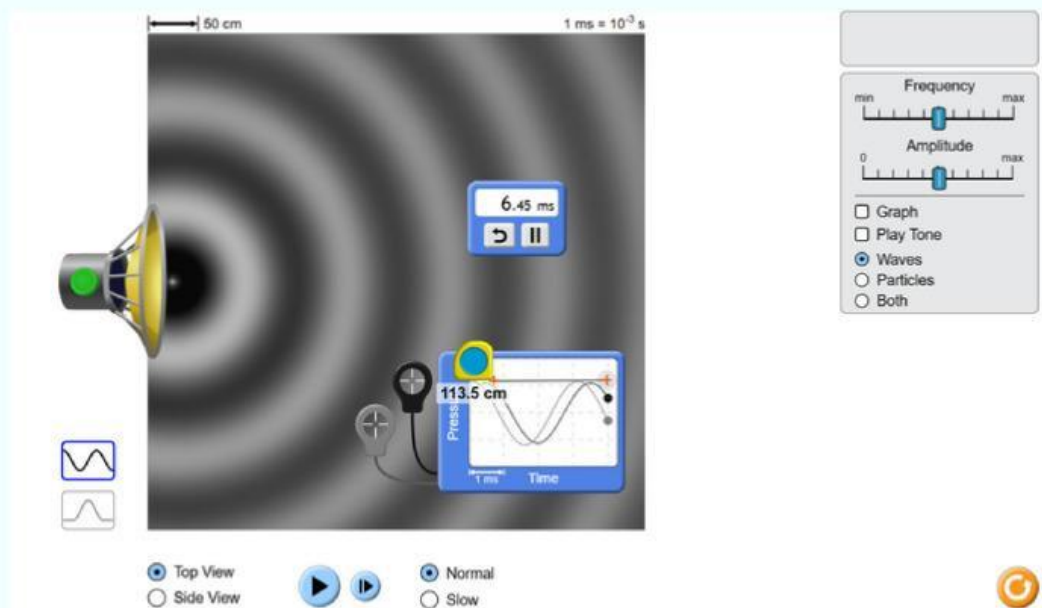 50 cm
1 ms = 10⁻³ s
Frequency
min
max
Amplitude
0
max
6.45 ms
Graph
Play Tone
Waves
Particles
Both
113.5 cm
1 ms
Time
Top View
Side View
Normal
Slow